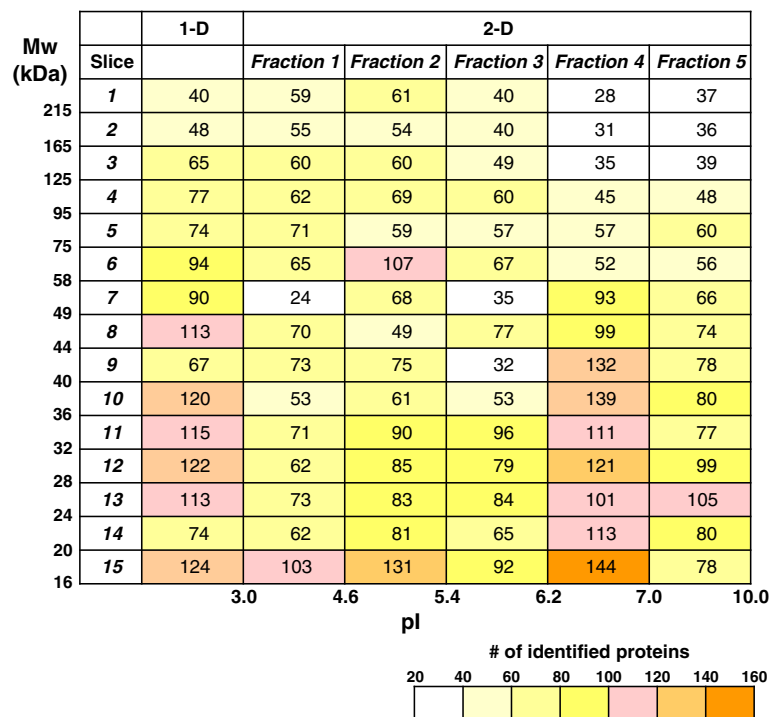 1-D 2-D
Mw (kDa)
Slice Fraction 1 Fraction 2 Fraction 3 Fraction 4 Fraction 5
1 40 59 61 40 28 37
215
2 48 55 54 40 31 36
165
3 65 60 60 49 35 39
125
4 77 62 69 60 45 48
95
5 74 71 59 57 57 60
75
6 94 65 107 67 52 56
58
7 90 24 68 35 93 66
49
8 113 70 49 77 99 74
44
9 67 73 75 32 132 78
40
10 120 53 61 53 139 80
36
11 115 71 90 96 111 77
32
12 122 62 85 79 121 99
28
13 113 73 83 84 101 105
24
14 74 62 81 65 113 80
20
15 124 103 131 92 144 78
16
3.0 4.6 5.4 6.2 7.0 10.0
pI
# of identified proteins
20 40 60 80 100 120 140 160